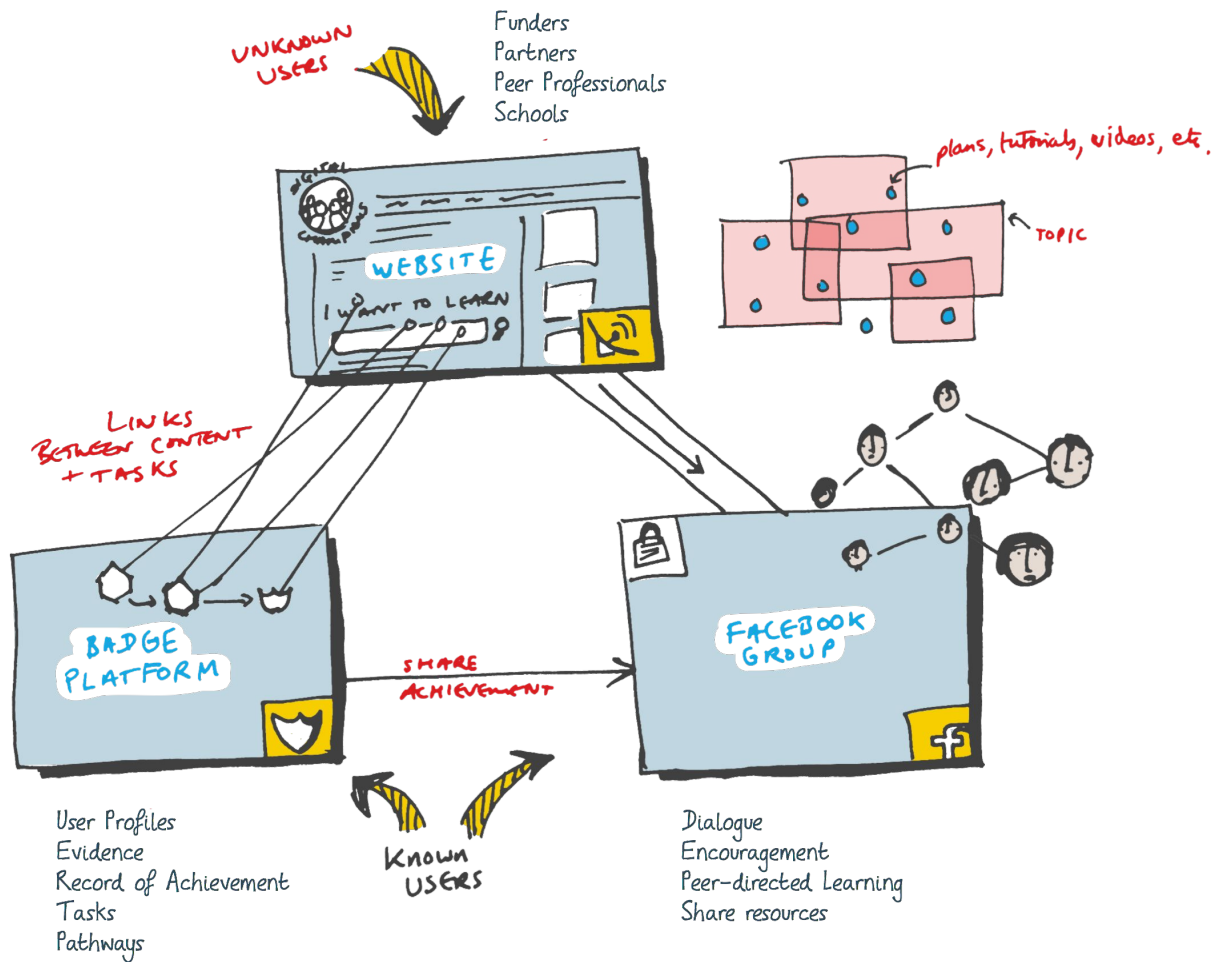 UNKNOWN
USERS
Funders
Partners
Peer Professionals
Schools
plans, tutorials, videos, etc.
TOPIC
DIGITAL
CHAMPIONS
WEBSITE
I WANT TO LEARN
LINKS
BETWEEN CONTENT
+ TASKS
BADGE
PLATFORM
SHARE
ACHIEVEMENT
FACEBOOK
GROUP
f
User Profiles
Evidence
Record of Achievement
Tasks
Pathways
Known
USERS
Dialogue
Encouragement
Peer-directed Learning
Share resources